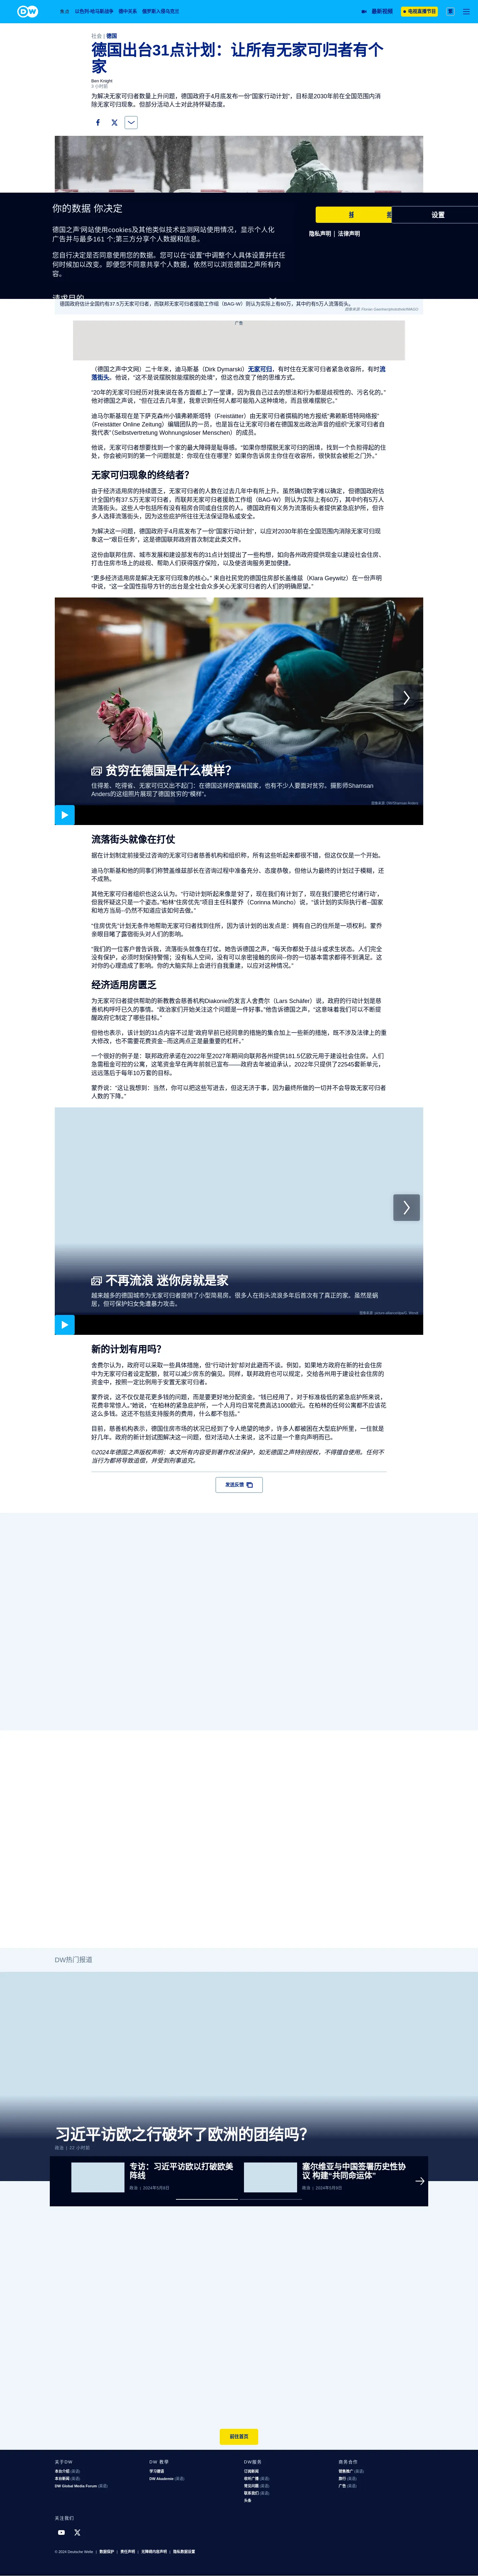 DW
焦点 以色列-哈马斯战争 德中关系 俄罗斯入侵乌克兰 最新视频 电视直播节目 繁
社会 | 德国
德国出台31点计划：让所有无家可归者有个
家
Ben Knight
3 小时前
为解决无家可归者数量上升问题，德国政府于4月底发布一份“国家行动计划”，目标是2030年前在全国范围内消
除无家可归现象。但部分活动人士对此持怀疑态度。
你的数据 你决定
德国之声网站使用cookies及其他类似技术监测网站使用情况，显示个人化
广告并与最多161 个第三方分享个人数据和信息。
您自行决定是否同意使用您的数据。您可以在“设置”中调整个人具体设置并在任
何时候加以改变。即便您不同意共享个人数据，依然可以浏览德国之声所有内
容。
设置
隐私声明 | 法律声明
德国政府估计全国约有37.5万无家可归者，而联邦无家可归者援助工作组（BAG-W）则认为实际上有60万，其中约有5万人流落街头。
广告
（德国之声中文网）二十年来，迪马斯基（Dirk Dymarski）无家可归，有时住在无家可归者紧急收容所，有时流
落街头。他说，“这不是说摆脱就能摆脱的处境”，但这也改变了他的思维方式。
“20年的无家可归经历对我来说在各方面都上了一堂课，因为我自己过去的想法和行为都是歧视性的、污名化的。”
他对德国之声说，“但在过去几年里，我意识到任何人都可能陷入这种境地，而且很难摆脱它。”
迪马尔斯基现在是下萨克森州小镇弗赖斯塔特（Freistätter）由无家可归者撰稿的地方报纸“弗赖斯塔特网络报”
（Freistätter Online Zeitung）编辑团队的一员，也是旨在让无家可归者在德国发出政治声音的组织“无家可归者自
我代表”（Selbstvertretung Wohnungsloser Menschen）的成员。
他说，无家可归者想要找到一个家的最大障碍是耻辱感。“如果你想摆脱无家可归的困境，找到一个负担得起的住
处，你会被问到的第一个问题就是：你现在住在哪里？如果你告诉房主你住在收容所，很快就会被拒之门外。”
无家可归现象的终结者？
由于经济适用房的持续匮乏，无家可归者的人数在过去几年中有所上升。虽然确切数字难以确定，但德国政府估
计全国约有37.5万无家可归者，而联邦无家可归者援助工作组（BAG-W）则认为实际上有60万，其中约有5万人
流落街头。这些人中包括所有没有租房合同或自住房的人。德国政府有义务为流落街头者提供紧急庇护所，但许
多人选择流落街头，因为这些庇护所往往无法保证隐私或安全。
为解决这一问题，德国政府于4月底发布了一份“国家行动计划”，以应对2030年前在全国范围内消除无家可归现
象这一“艰巨任务”，这是德国联邦政府首次制定此类文件。
这份由联邦住房、城市发展和建设部发布的31点计划提出了一些构想，如向各州政府提供现金以建设社会住房、
打击住房市场上的歧视、帮助人们获得医疗保险，以及使咨询服务更加便捷。
“更多经济适用房是解决无家可归现象的核心。” 来自社民党的德国住房部长盖维兹（Klara Geywitz）在一份声明
中说，“这一全国性指导方针的出台是全社会众多关心无家可归者的人们的明确愿望。”
贫穷在德国是什么模样？
住得差、吃得省、无家可归又出不起门：在德国这样的富裕国家，也有不少人要面对贫穷。摄影师Shamsan
Anders的这组照片展现了德国贫穷的“模样”。
流落街头就像在打仗
据在计划制定前接受过咨询的无家可归者慈善机构和组织称，所有这些听起来都很不错，但这仅仅是一个开始。
迪马尔斯基和他的同事们称赞盖维兹部长在咨询过程中准备充分、态度恭敬，但他认为最终的计划过于模糊，还
不成熟。
其他无家可归者组织也这么认为。“行动计划听起来像是‘好了，现在我们有计划了，现在我们要把它付诸行动’，
但我怀疑这只是一个姿态。”柏林“住房优先”项目主任科蒙乔（Corinna Müncho）说，“该计划的实际执行者--国家
和地方当局--仍然不知道应该如何去做。”
“住房优先”计划无条件地帮助无家可归者找到住所，因为该计划的出发点是：拥有自己的住所是一项权利。蒙乔
亲眼目睹了露宿街头对人们的影响。
“我们的一位客户曾告诉我，流落街头就像在打仗。她告诉德国之声，“每天你都处于战斗或求生状态。人们完全
没有保护，必须时刻保持警惕；没有私人空间，没有可以亲密接触的房间--你的一切基本需求都得不到满足。这
对你的心理造成了影响。你的大脑实际上会进行自我重建，以应对这种情况。”
经济适用房匮乏
为无家可归者提供帮助的新教教会慈善机构Diakonie的发言人舍费尔（Lars Schäfer）说，政府的行动计划是慈
善机构呼吁已久的事情。“政治家们开始关注这个问题是一件好事。”他告诉德国之声，“这意味着我们可以不断提
醒政府它制定了哪些目标。”
但他也表示，该计划的31点内容不过是“政府早前已经同意的措施的集合加上一些新的措施，既不涉及法律上的重
大修改，也不需要花费资金--而这两点正是最重要的杠杆。”
一个很好的例子是：联邦政府承诺在2022年至2027年期间向联邦各州提供181.5亿欧元用于建设社会住房。人们
急需租金可控的公寓，这笔资金早在两年前就已宣布——政府去年被迫承认，2022年只提供了22545套新单元，
远远落后于每年10万套的目标。
蒙乔说：“这让我想到：当然，你可以把这些写进去，但这无济于事，因为最终所做的一切并不会导致无家可归者
人数的下降。”
不再流浪 迷你房就是家
越来越多的德国城市为无家可归者提供了小型简易房。很多人在街头流浪多年后首次有了真正的家。虽然是蜗
居，但可保护妇女免遭暴力攻击。
新的计划有用吗？
舍费尔认为，政府可以采取一些具体措施，但“行动计划”却对此避而不谈。例如，如果地方政府在新的社会住房
中为无家可归者设定配额，就可以减少房东的偏见。同样，联邦政府也可以规定，交给各州用于建设社会住房的
资金中，按照一定比例用于安置无家可归者。
蒙乔说，这不仅仅是花更多钱的问题，而是要更好地分配资金。“钱已经用了，对于标准极低的紧急庇护所来说，
花费非常惊人。”她说，“在柏林的紧急庇护所，一个人月均日常花费高达1000欧元。在柏林的任何公寓都不应该花
这么多钱。这还不包括支持服务的费用，什么都不包括。”
目前，慈善机构表示，德国住房市场的状况已经到了令人绝望的地步，许多人都被困在大型庇护所里，一住就是
好几年。政府的新计划试图解决这一问题，但对活动人士来说，这不过是一个意向声明而已。
©2024年德国之声版权声明：本文所有内容受到著作权法保护，如无德国之声特别授权，不得擅自使用。任何不
当行为都将导致追偿，并受到刑事追究。
发送反馈
DW热门报道
习近平访欧之行破坏了欧洲的团结吗？
政治 | 22 小时前
专访：习近平访欧以打破欧美
阵线
政治 | 2024年5月8日
塞尔维亚与中国签署历史性协
议 构建“共同命运体”
政治 | 2024年5月9日
前往首页
关于DW DW 教学 DW服务 商务合作
本台介绍 (英语) 学习德语 订阅新闻 销售推广 (英语)
本台新闻 (英语) DW Akademie (英语) 收听广播 (英语) 旅行 (英语)
DW Global Media Forum (英语) 常见问题 (英语) 广告 (英语)
联系我们 (英语)
头条
关注我们
© 2024 Deutsche Welle | 数据保护 | 责任声明 | 无障碍内容声明 | 隐私数据设置